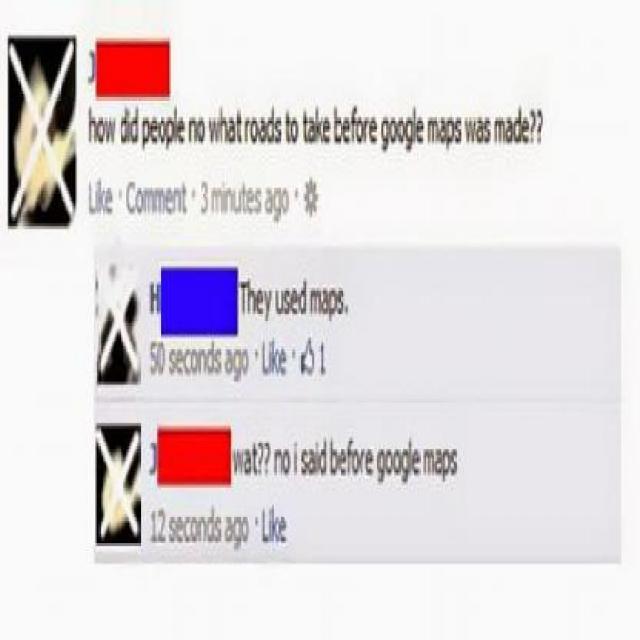 J
how did people no what roads to take before google maps was made??
Like · Comment · 3 minutes ago ·
H They used maps.
50 seconds ago · Like · 1
J wat?? no i said before google maps
12 seconds ago · Like